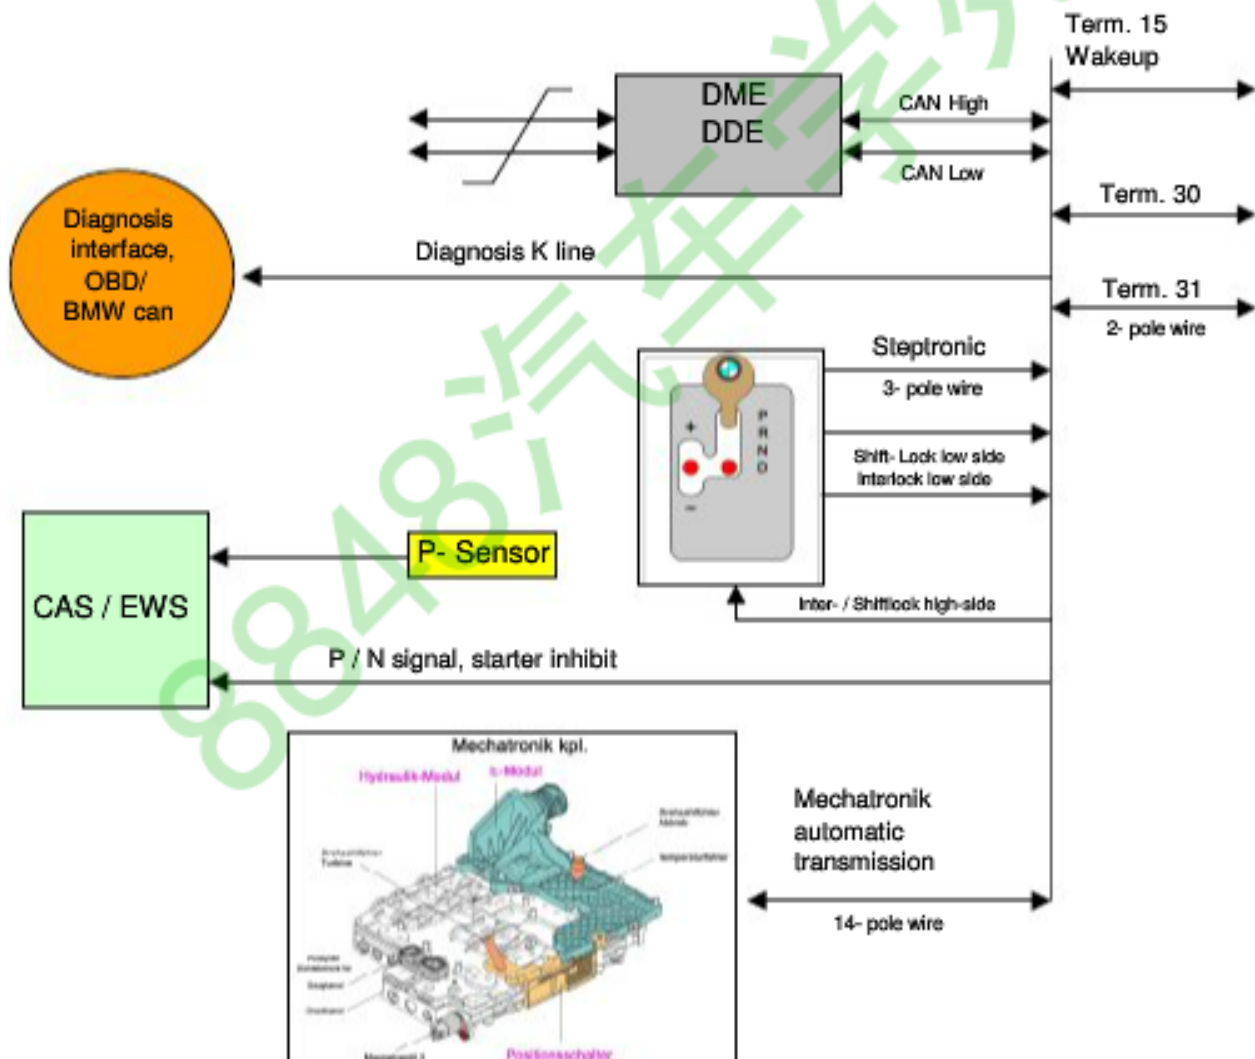 Term. 15
Wakeup
DME
DDE
CAN High
CAN Low
Term. 30
Diagnosis
interface,
OBD/
BMW can
Diagnosis K line
Term. 31
2- pole wire
Steptronic
3- pole wire
+
P
R
N
D
-
Shift- Lock low side
Interlock low side
P- Sensor
CAS / EWS
Inter- / Shiftlock high-side
P / N signal, starter inhibit
Mechatronik kpl.
Hydraulik-Modul
E-Modul
Temperaturfühler
Turbine
Positionsschalter
Mechatronik
automatic
transmission
14- pole wire
8848汽车学